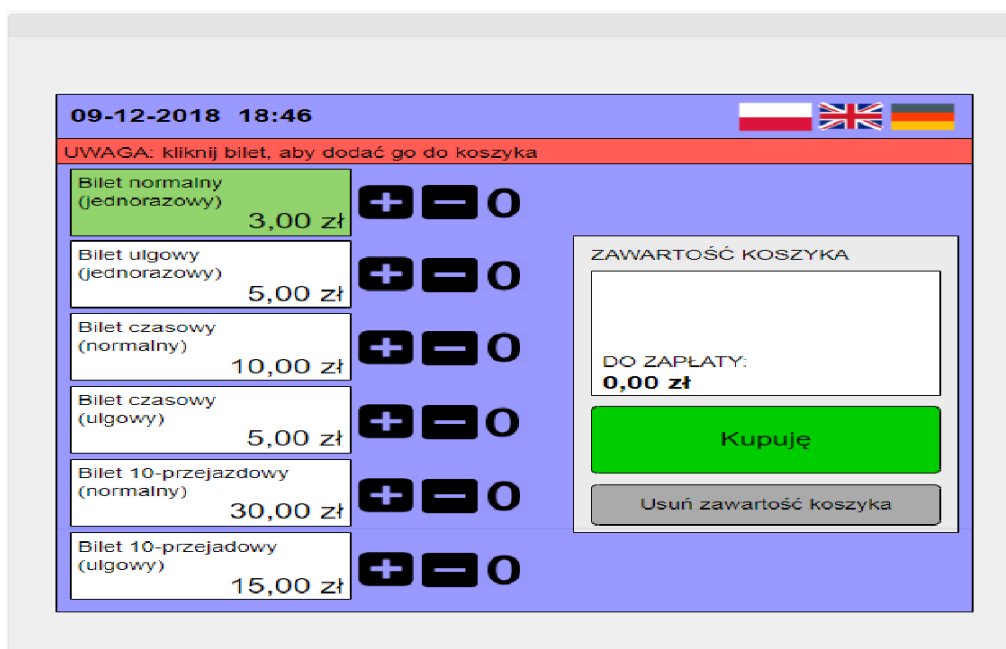 09-12-2018 18:46
UWAGA: kliknij bilet, aby dodać go do koszyka
Bilet normalny
(jednorazowy)
3,00 zł
+ − 0
Bilet ulgowy
(jednorazowy)
5,00 zł
+ − 0
Bilet czasowy
(normalny)
10,00 zł
+ − 0
Bilet czasowy
(ulgowy)
5,00 zł
+ − 0
Bilet 10-przejazdowy
(normalny)
30,00 zł
+ − 0
Bilet 10-przejadowy
(ulgowy)
15,00 zł
+ − 0
ZAWARTOŚĆ KOSZYKA
DO ZAPŁATY:
0,00 zł
Kupuję
Usuń zawartość koszyka